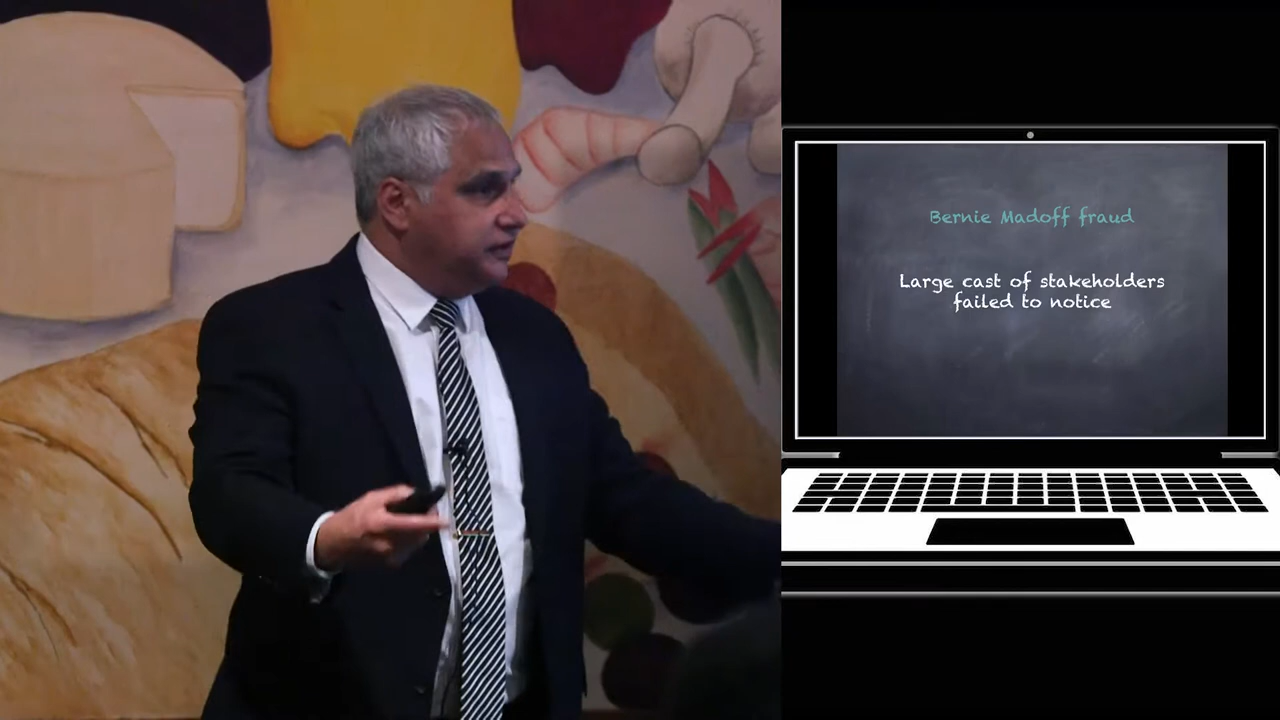 Bernie Madoff fraud
Large cast of stakeholders
failed to notice